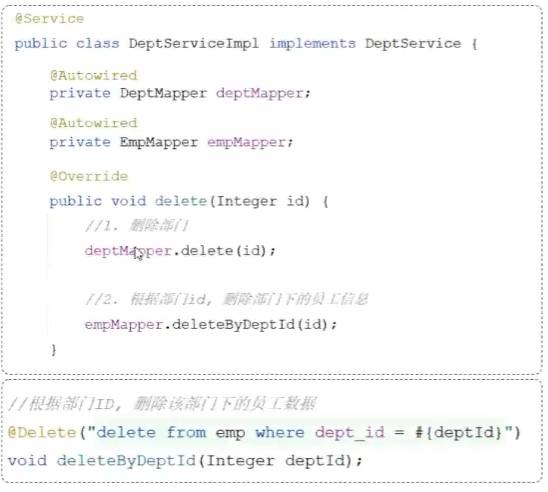 @Service
public class DeptServiceImpl implements DeptService {
@Autowired
private DeptMapper deptMapper;
@Autowired
private EmpMapper empMapper;
@Override
public void delete(Integer id) {
//1. 删除部门
deptMapper.delete(id);
//2. 根据部门id, 删除部门下的员工信息
empMapper.deleteByDeptId(id);
}
//根据部门ID, 删除该部门下的员工数据
@Delete("delete from emp where dept_id = #{deptId}")
void deleteByDeptId(Integer deptId);